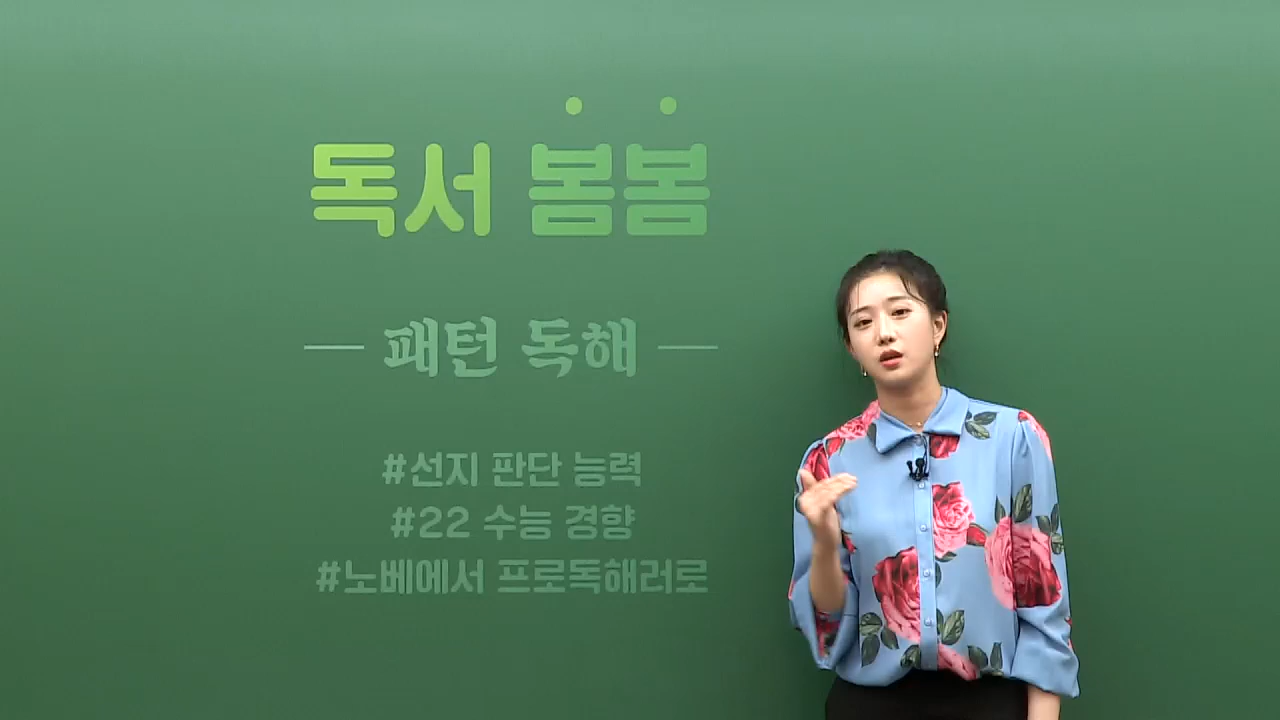 독서 봄봄
패턴 독해
#선지 판단 능력
#22 수능 경향
#노베에서 프로독해러로